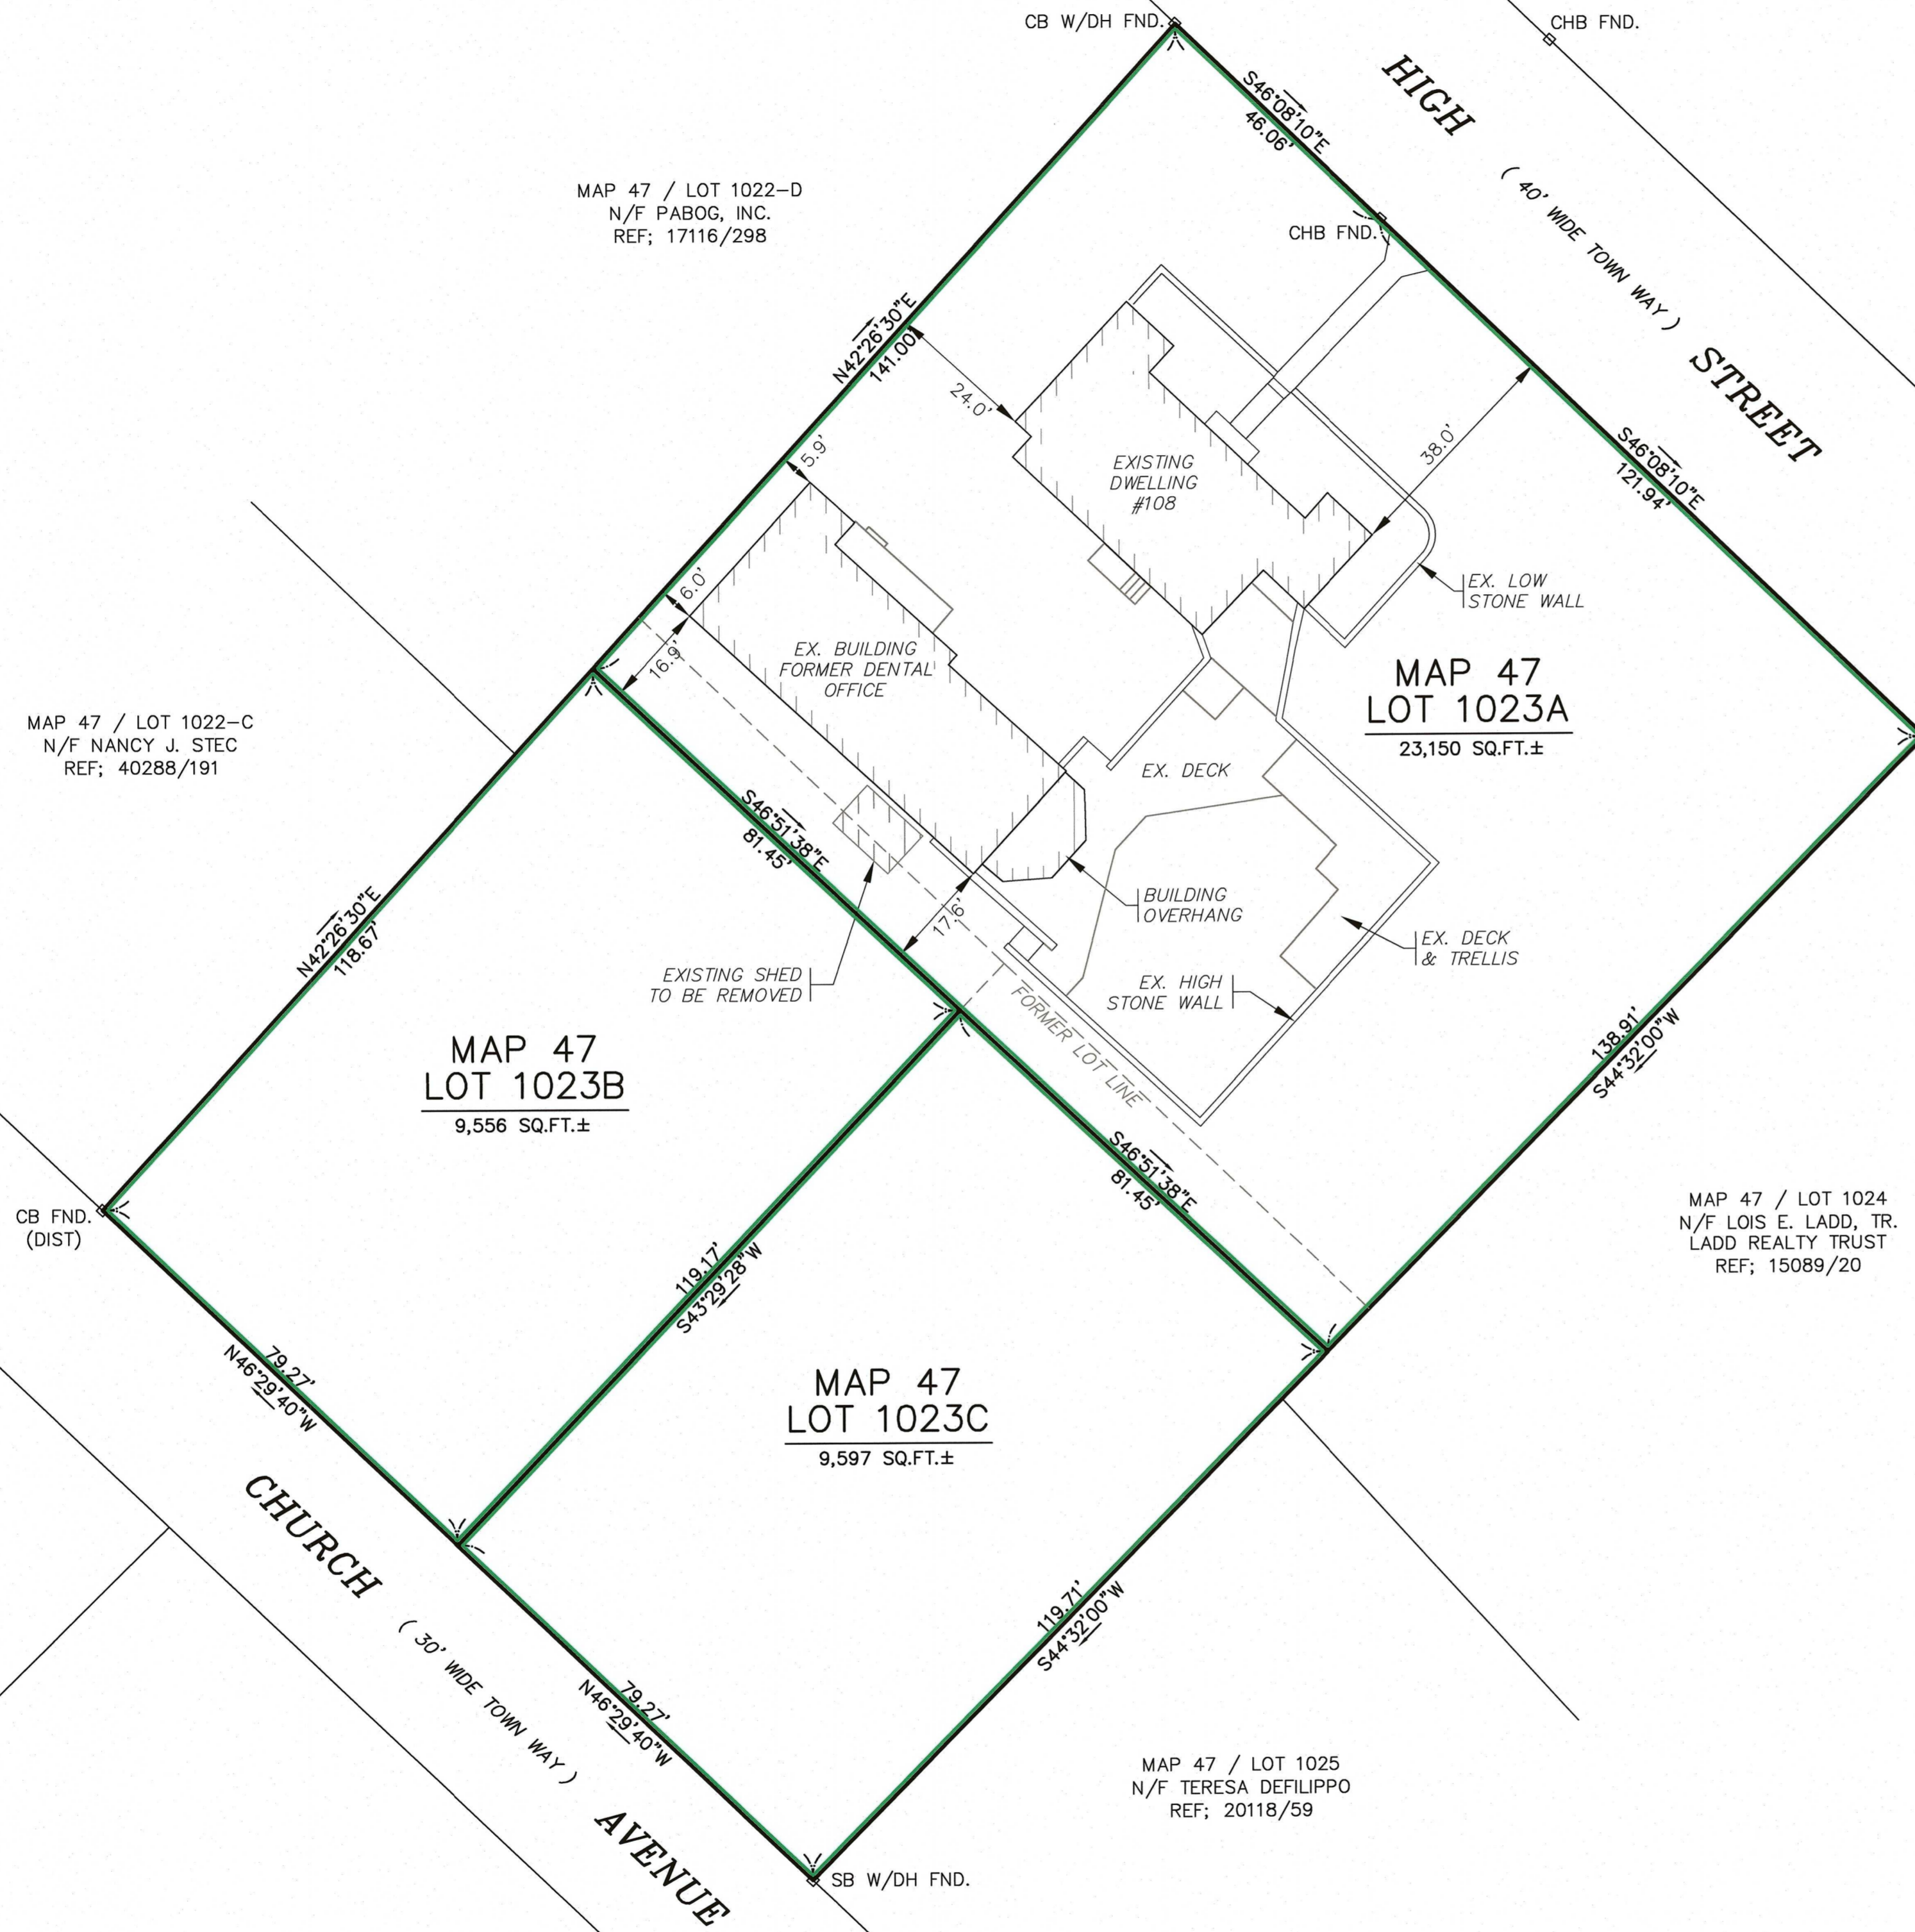 CB W/DH FND.
CHB FND.
HIGH
( 40' WIDE TOWN WAY )
STREET
S46°08'10"E
46.06'
CHB FND.
MAP 47 / LOT 1022-D
N/F PABOG, INC.
REF; 17116/298
N42°26'30"E
141.00'
24.0'
5.9'
38.0'
S46°08'10"E
121.94'
EXISTING
DWELLING
#108
EX. LOW
STONE WALL
6.0'
16.9'
EX. BUILDING
FORMER DENTAL
OFFICE
MAP 47
LOT 1023A
23,150 SQ.FT.±
MAP 47 / LOT 1022-C
N/F NANCY J. STEC
REF; 40288/191
EX. DECK
S46°51'38"E
81.45'
N42°26'30"E
118.67'
17.6'
BUILDING
OVERHANG
EX. DECK
& TRELLIS
EXISTING SHED
TO BE REMOVED
EX. HIGH
STONE WALL
FORMER LOT LINE
138.91'
S44°32'00"W
MAP 47
LOT 1023B
9,556 SQ.FT.±
S46°51'38"E
81.45'
CB FND.
(DIST)
MAP 47 / LOT 1024
N/F LOIS E. LADD, TR.
LADD REALTY TRUST
REF; 15089/20
119.17'
S43°29'28"W
79.27'
N46°29'40"W
MAP 47
LOT 1023C
9,597 SQ.FT.±
CHURCH
( 30' WIDE TOWN WAY )
AVENUE
119.71'
S44°32'00"W
79.27'
N46°29'40"W
MAP 47 / LOT 1025
N/F TERESA DEFILIPPO
REF; 20118/59
SB W/DH FND.